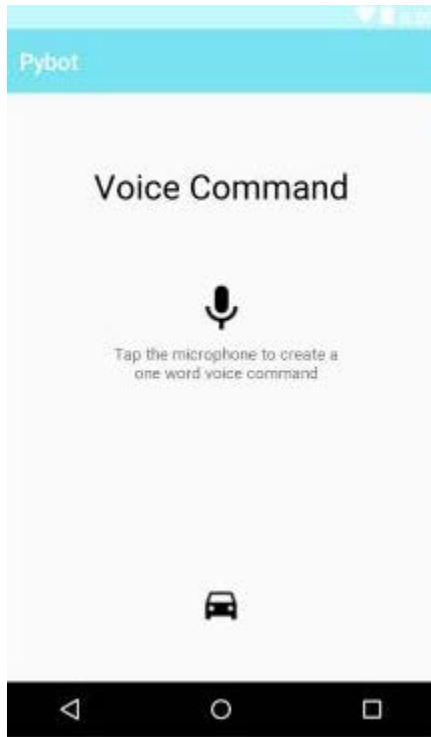 Pybot
Voice Command
Tap the microphone to create a
one word voice command